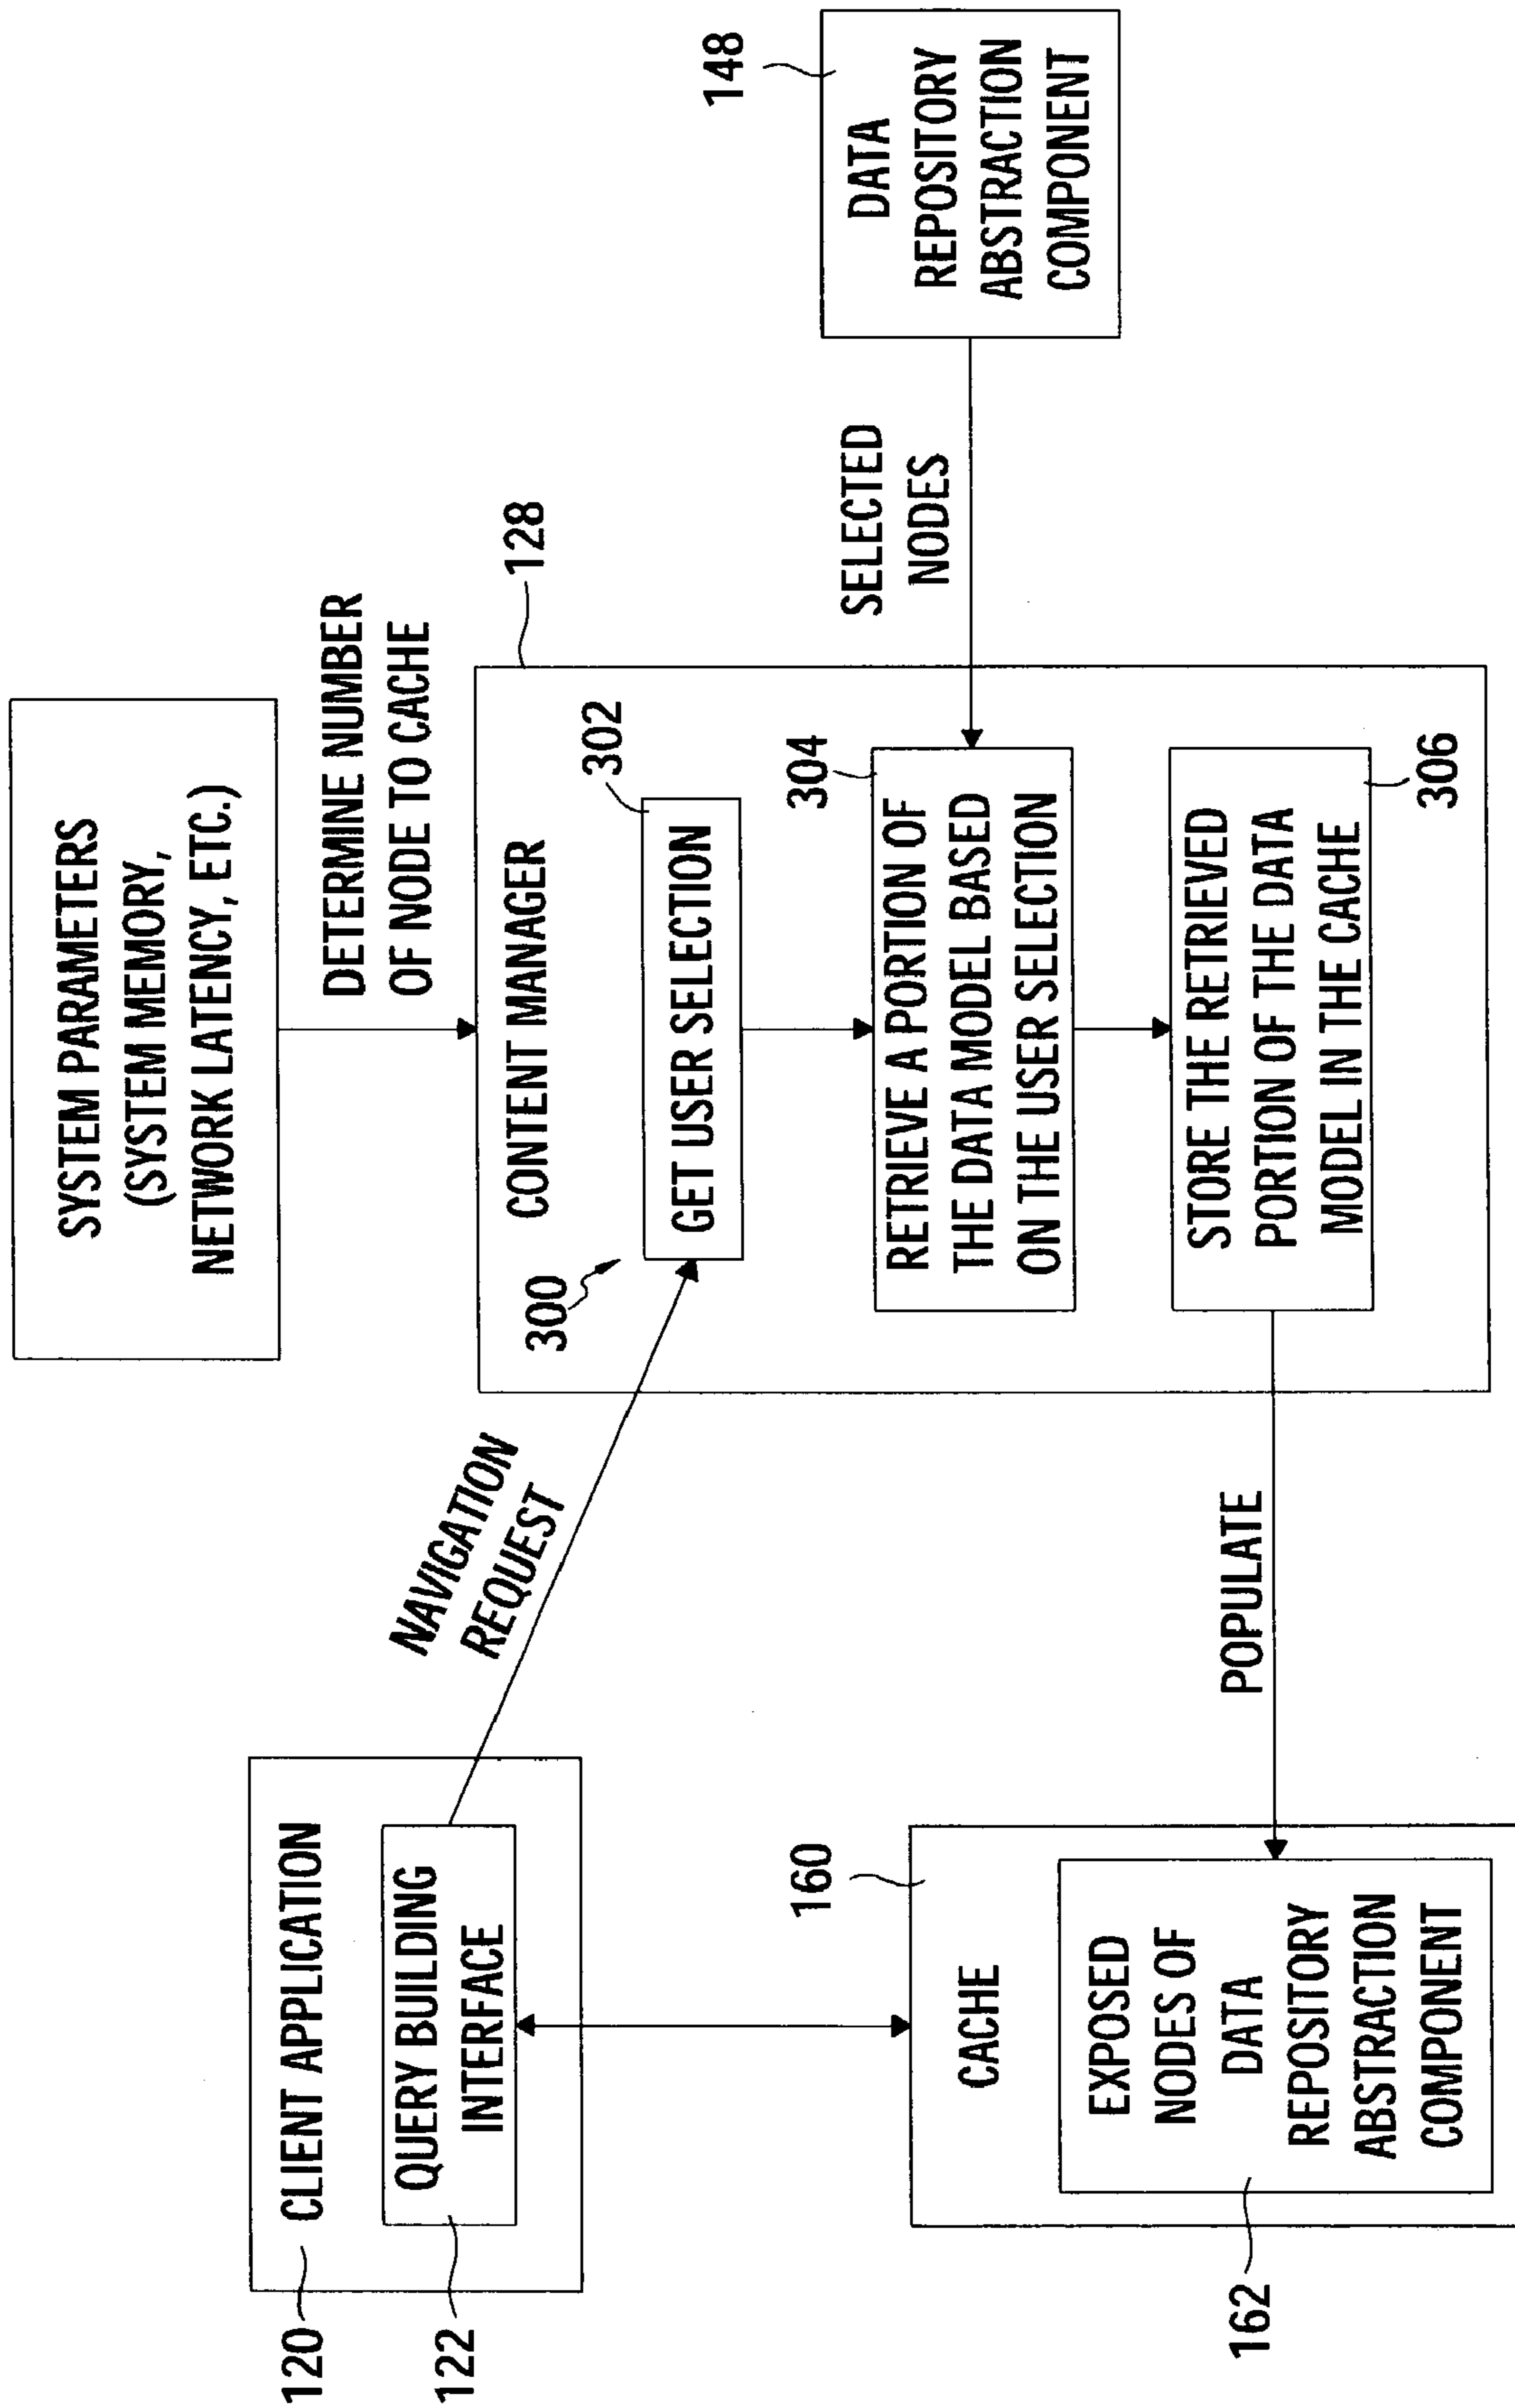 SYSTEM PARAMETERS
(SYSTEM MEMORY,
NETWORK LATENCY, ETC.)
DETERMINE NUMBER
OF NODE TO CACHE
120
CLIENT APPLICATION
122
QUERY BUILDING
INTERFACE
NAVIGATION
REQUEST
128
CONTENT MANAGER
300
302
GET USER SELECTION
304
RETRIEVE A PORTION OF
THE DATA MODEL BASED
ON THE USER SELECTION
STORE THE RETRIEVED
PORTION OF THE DATA
MODEL IN THE CACHE
306
SELECTED
NODES
148
DATA
REPOSITORY
ABSTRACTION
COMPONENT
POPULATE
160
CACHE
EXPOSED
NODES OF
DATA
REPOSITORY
ABSTRACTION
COMPONENT
162